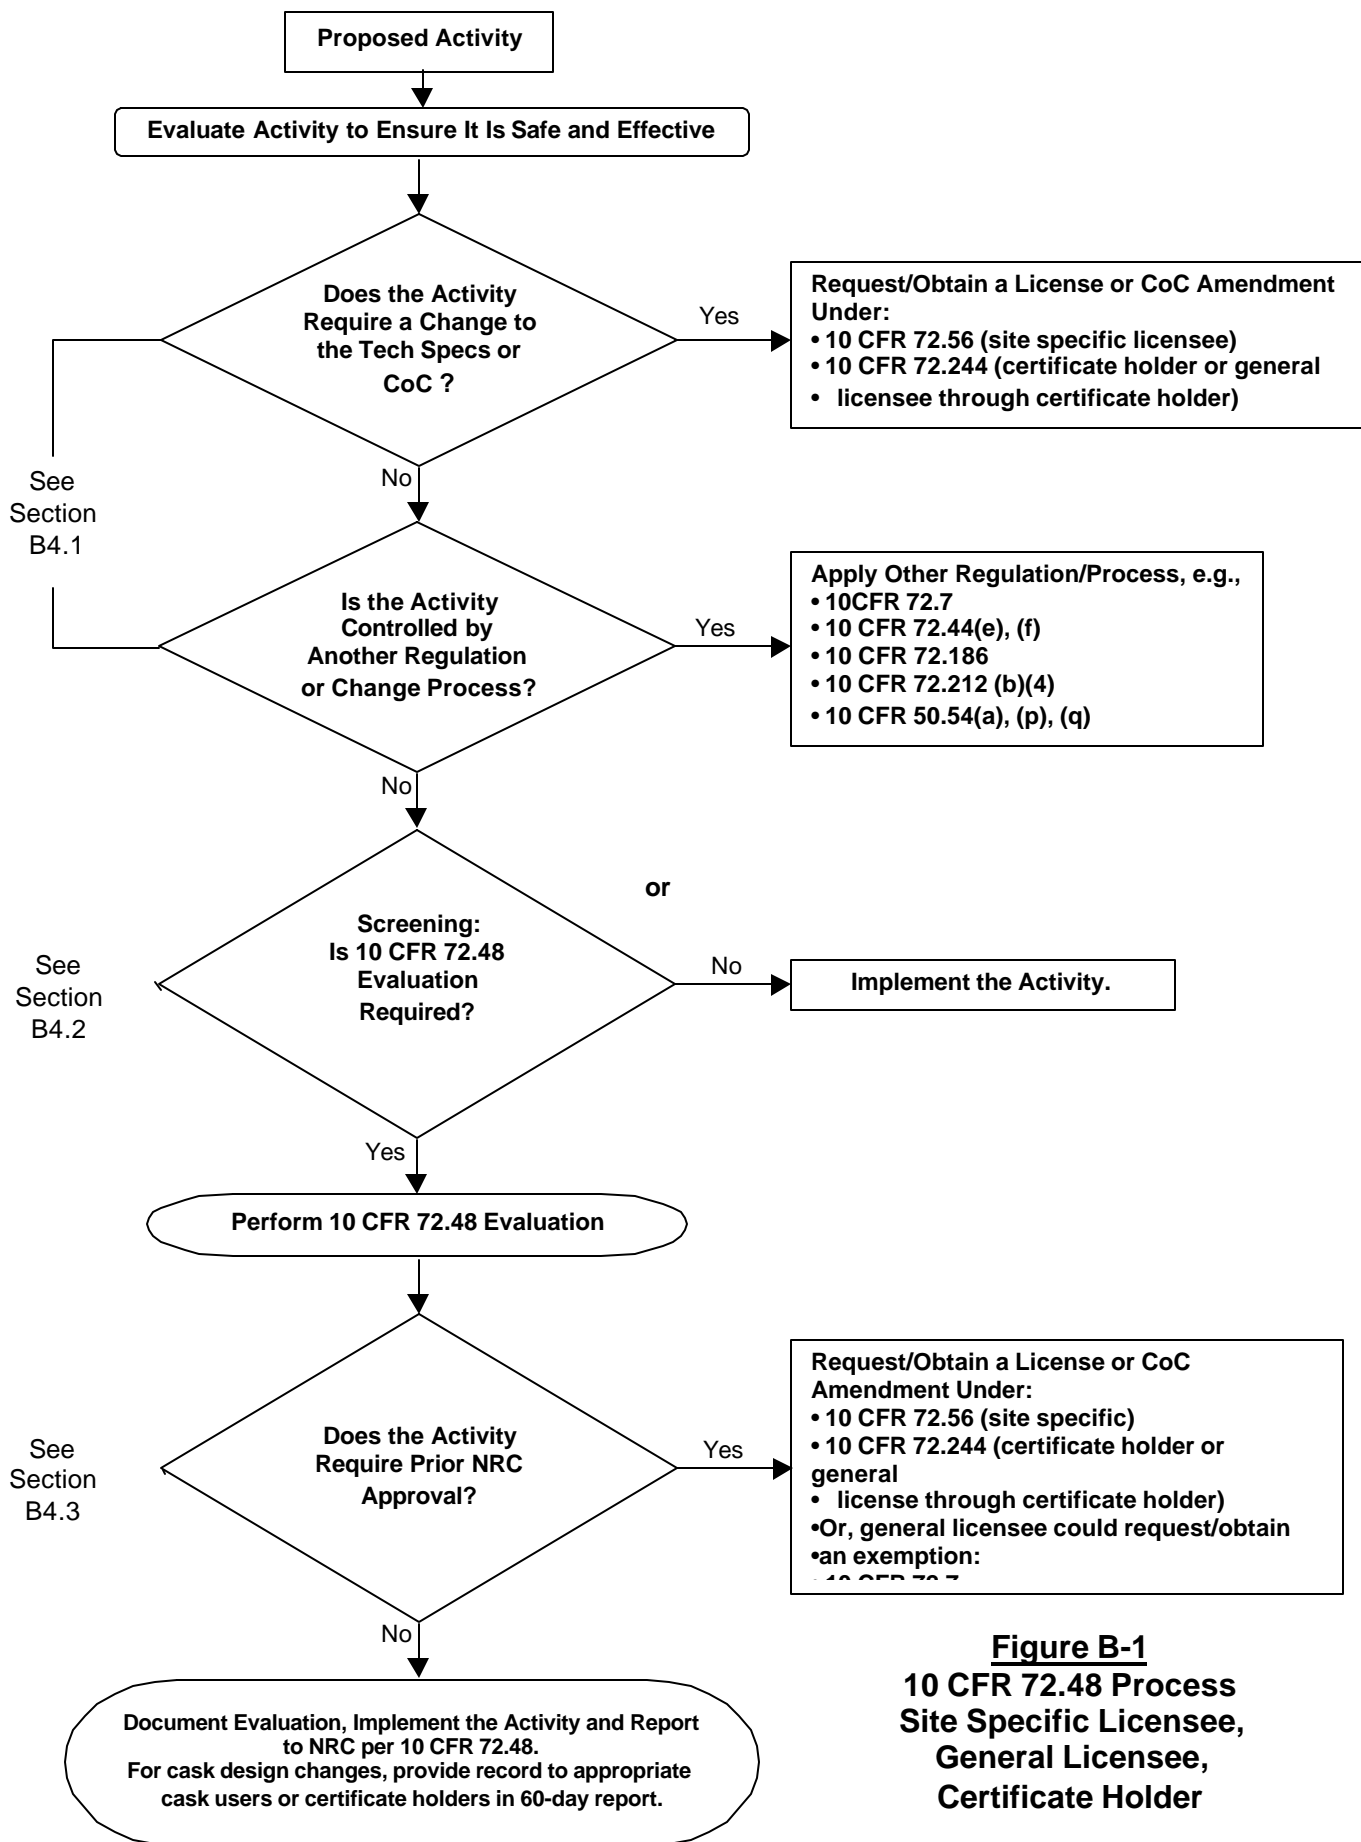 Proposed Activity
Evaluate Activity to Ensure It Is Safe and Effective
Does the Activity
Require a Change to
the Tech Specs or
CoC ?
Yes
Request/Obtain a License or CoC Amendment
Under:
• 10 CFR 72.56 (site specific licensee)
• 10 CFR 72.244 (certificate holder or general
• licensee through certificate holder)
No
See
Section
B4.1
Is the Activity
Controlled by
Another Regulation
or Change Process?
Yes
Apply Other Regulation/Process, e.g.,
• 10CFR 72.7
• 10 CFR 72.44(e), (f)
• 10 CFR 72.186
• 10 CFR 72.212 (b)(4)
• 10 CFR 50.54(a), (p), (q)
No
or
Screening:
Is 10 CFR 72.48
Evaluation
Required?
See
Section
B4.2
No
Implement the Activity.
Yes
Perform 10 CFR 72.48 Evaluation
Does the Activity
Require Prior NRC
Approval?
See
Section
B4.3
Yes
Request/Obtain a License or CoC
Amendment Under:
• 10 CFR 72.56 (site specific)
• 10 CFR 72.244 (certificate holder or
general
• license through certificate holder)
•Or, general licensee could request/obtain
•an exemption:
No
Document Evaluation, Implement the Activity and Report
to NRC per 10 CFR 72.48.
For cask design changes, provide record to appropriate
cask users or certificate holders in 60-day report.
Figure B-1
10 CFR 72.48 Process
Site Specific Licensee,
General Licensee,
Certificate Holder